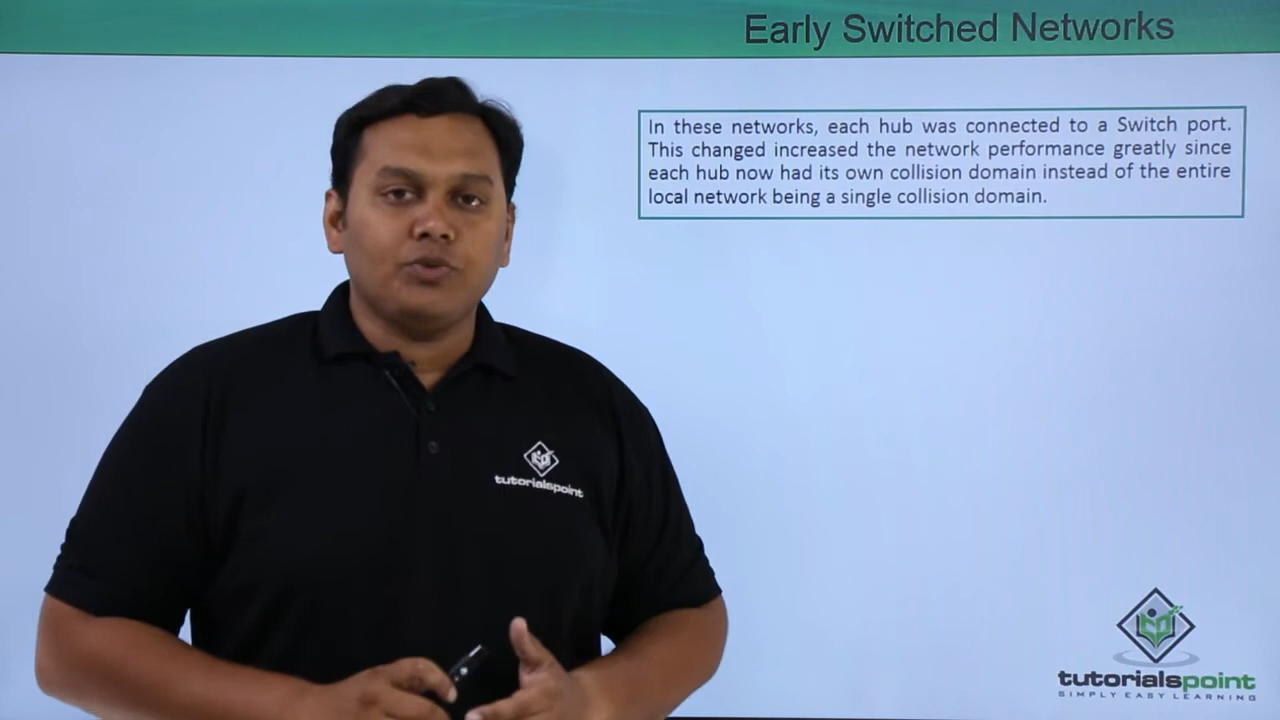 Early Switched Networks
In these networks, each hub was connected to a Switch port.
This changed increased the network performance greatly since
each hub now had its own collision domain instead of the entire
local network being a single collision domain.
tutorialspoint
tutorialspoint
SIMPLY EASY LEARNING